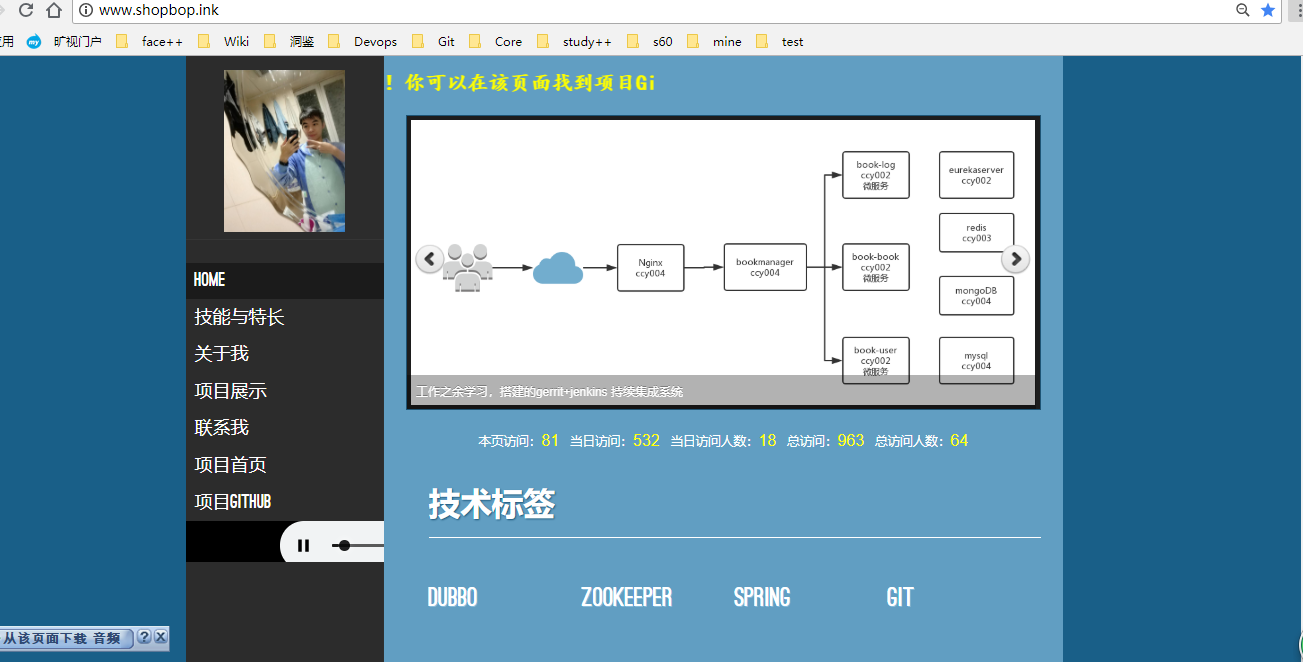 www.shopbop.ink
应用 my 旷视门户 face++ Wiki 洞鉴 Devops Git Core study++ s60 mine test
！你可以在该页面找到项目Gi
HOME
技能与特长
关于我
项目展示
联系我
项目首页
项目GITHUB
Nginx
ccy004
bookmanager
ccy004
book-log
ccy002
微服务
book-book
ccy002
微服务
book-user
ccy002
微服务
eurekaserver
ccy002
redis
ccy003
mongoDB
ccy004
mysql
ccy004
工作之余学习，搭建的gerrit+jenkins 持续集成系统
本页访问：81 当日访问：532 当日访问人数：18 总访问：963 总访问人数：64
技术标签
DUBBO ZOOKEEPER SPRING GIT
从该页面下载 音频 ? X